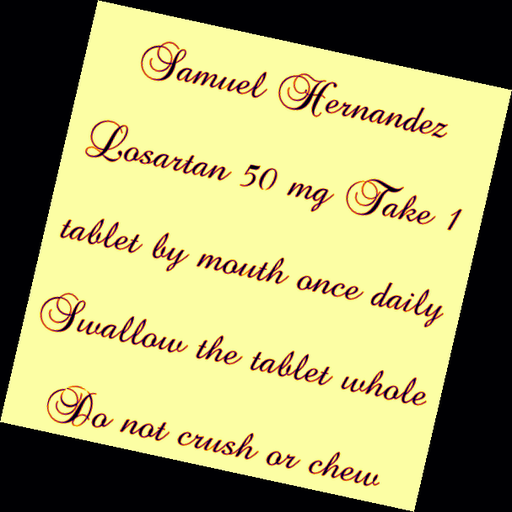 Samuel Hernandez
Losartan 50 mg Take 1
tablet by mouth once daily
Swallow the tablet whole
Do not crush or chew